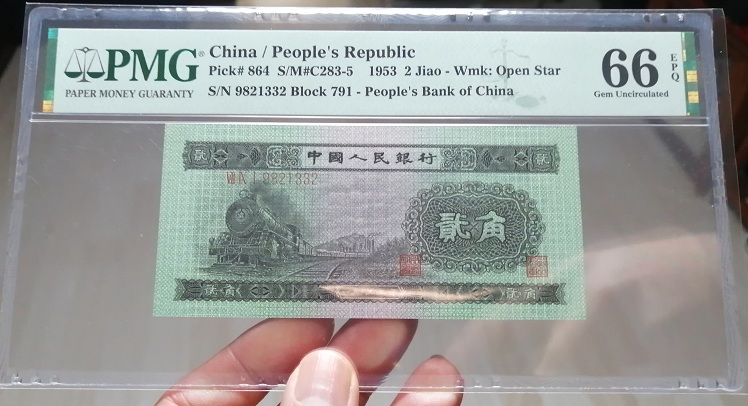 PMG
PAPER MONEY GUARANTY
China / People's Republic
Pick# 864 S/M#C283-5 1953 2 Jiao - Wmk: Open Star
S/N 9821332 Block 791 - People's Bank of China
66 EPQ
Gem Uncirculated
貳 中國人民銀行 貳
9821332
貳角
貳角 貳角